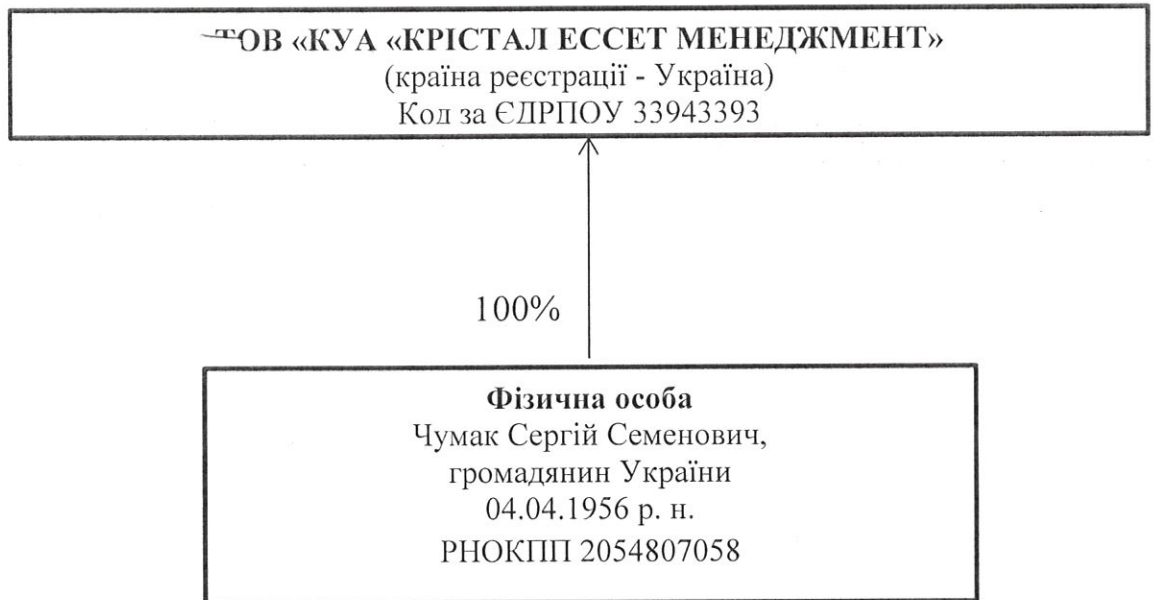 ТОВ «КУА «КРІСТАЛ ЕССЕТ МЕНЕДЖМЕНТ»
(країна реєстрації - Україна)
Код за ЄДРПОУ 33943393
100%
Фізична особа
Чумак Сергій Семенович,
громадянин України
04.04.1956 р. н.
РНОКПП 2054807058